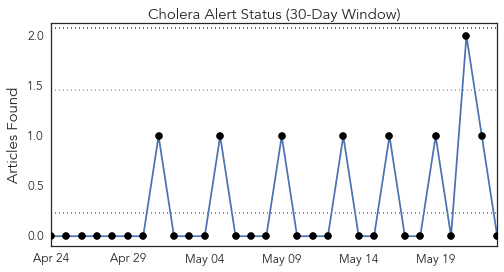 Cholera Alert Status (30-Day Window)
Articles Found
2.0
1.5
1.0
0.5
0.0
Apr 24
Apr 29
May 04
May 09
May 14
May 19